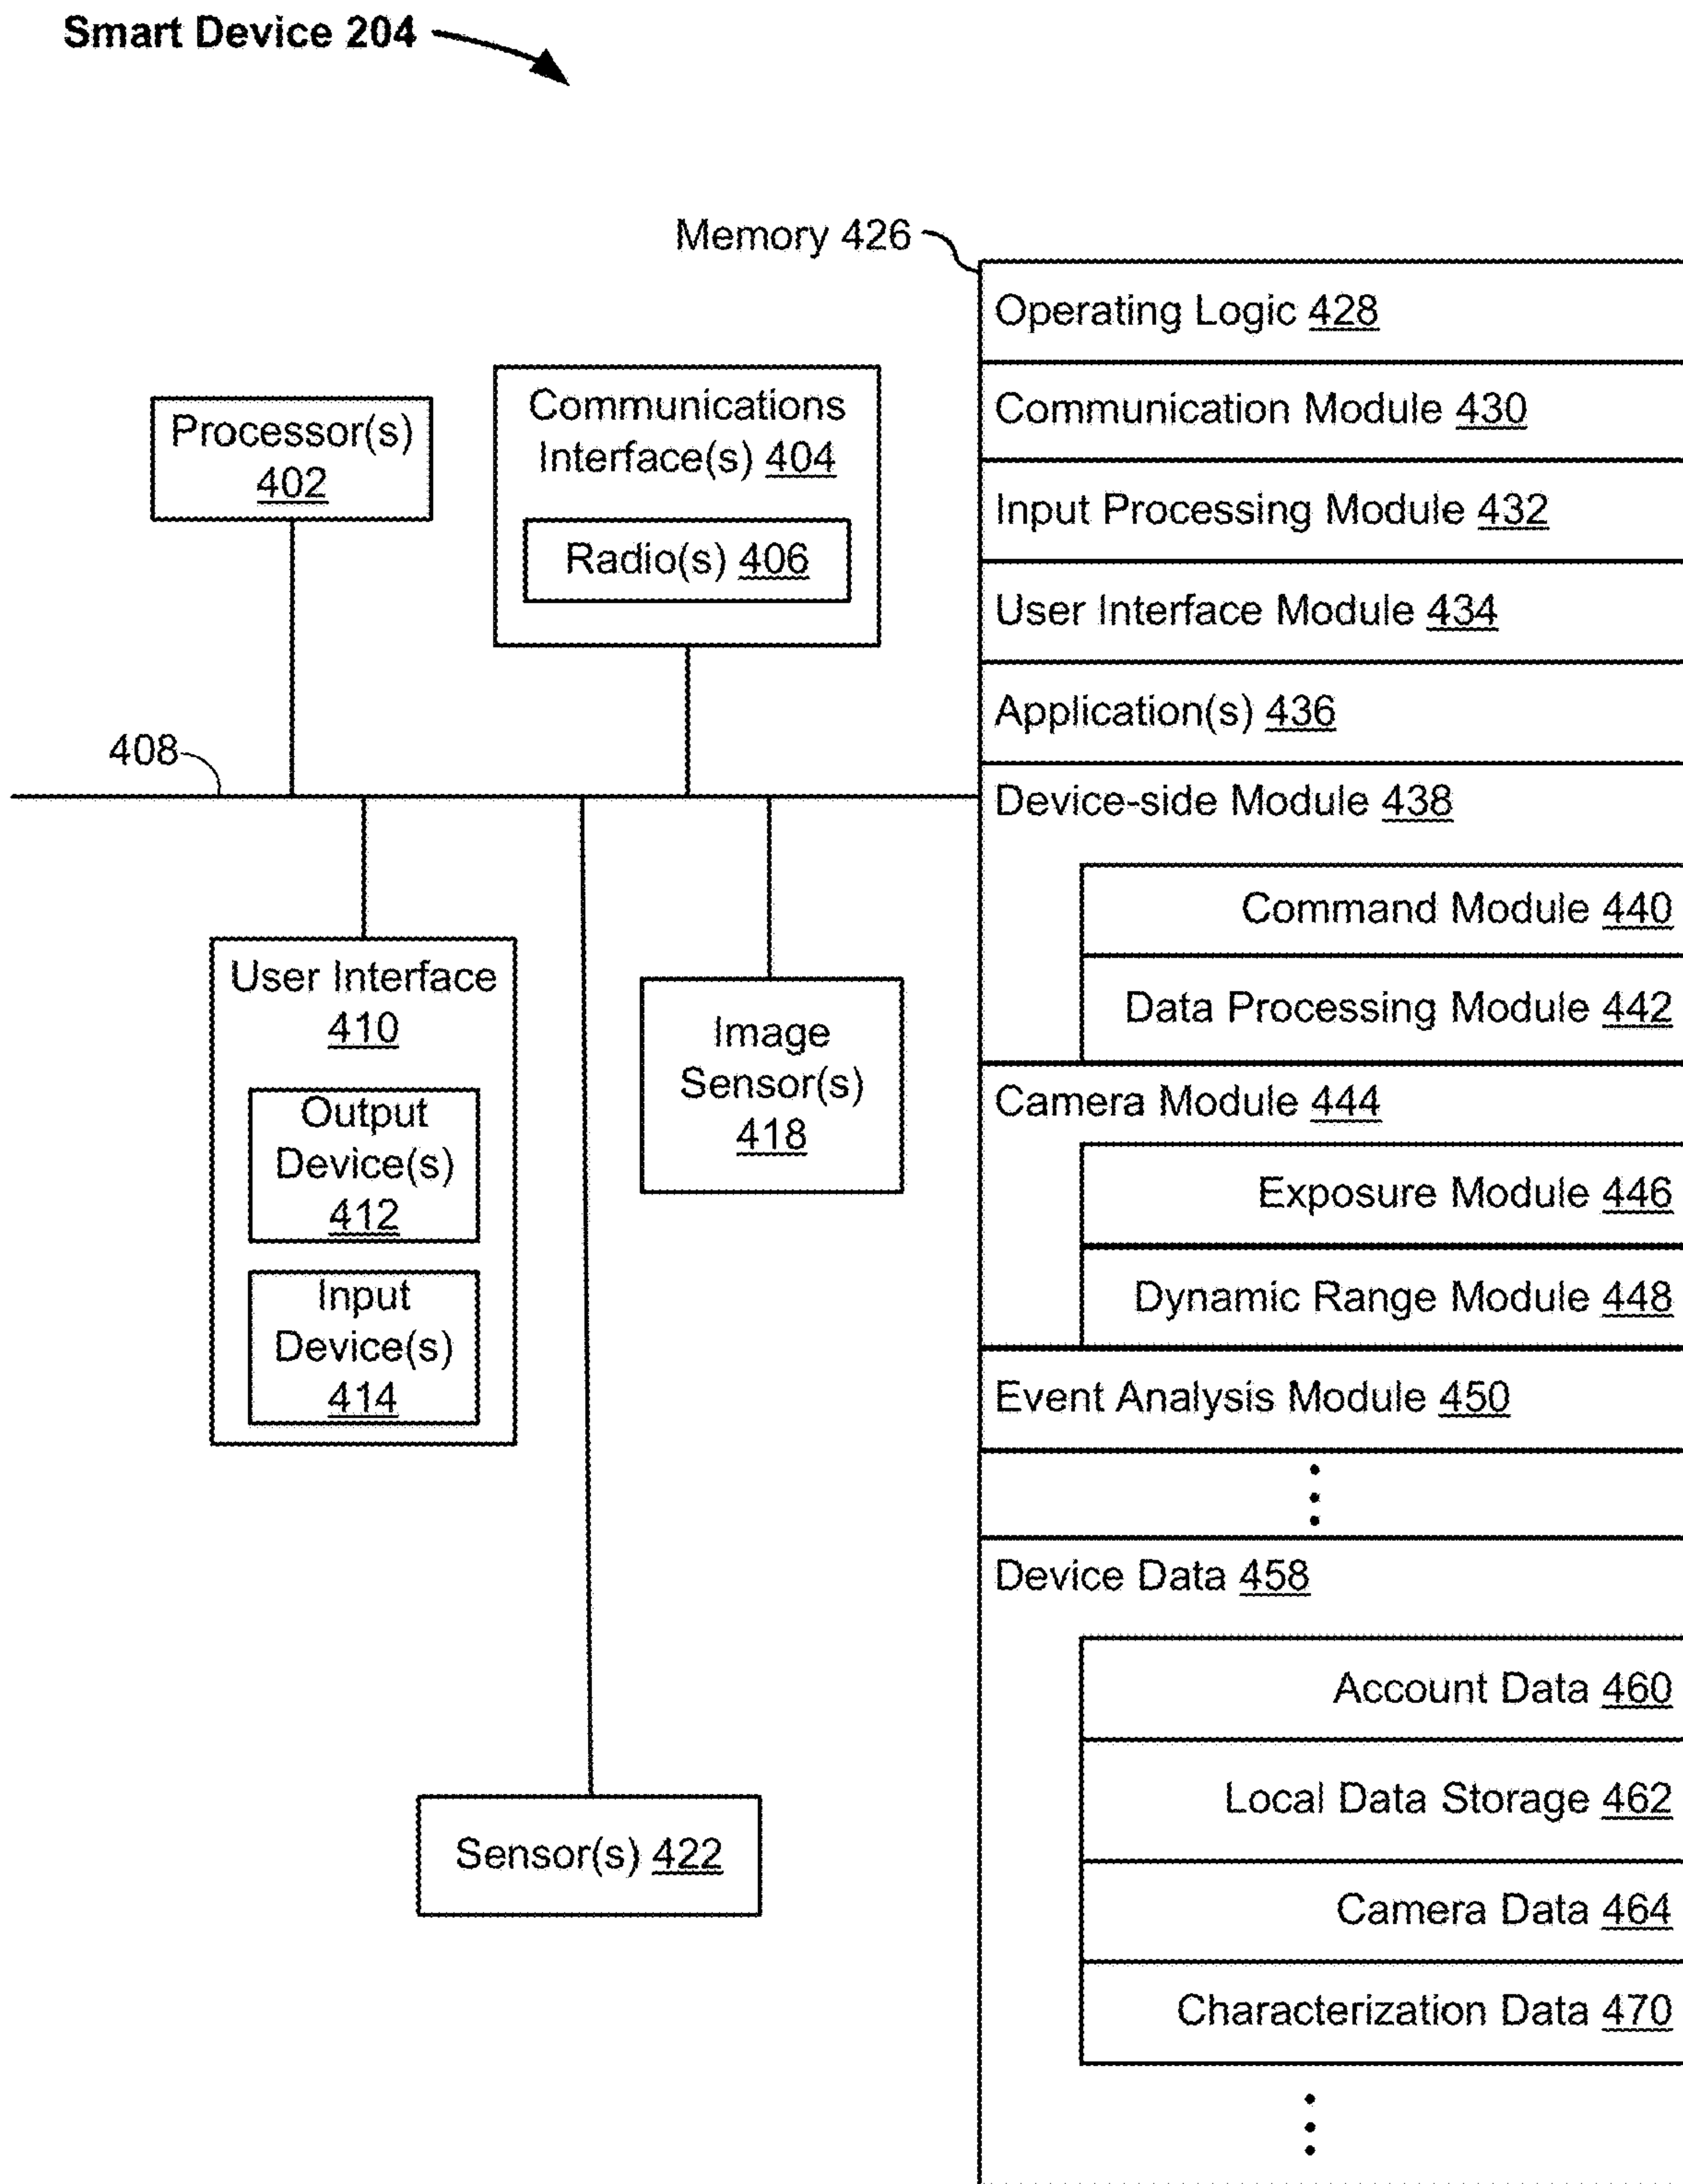 Smart Device 204
Memory 426
Operating Logic 428
Communication Module 430
Input Processing Module 432
User Interface Module 434
Application(s) 436
Device-side Module 438
Command Module 440
Data Processing Module 442
Camera Module 444
Exposure Module 446
Dynamic Range Module 448
Event Analysis Module 450
Device Data 458
Account Data 460
Local Data Storage 462
Camera Data 464
Characterization Data 470
Processor(s)
402
Communications
Interface(s) 404
Radio(s) 406
408
User Interface
410
Output
Device(s)
412
Input
Device(s)
414
Image
Sensor(s)
418
Sensor(s) 422